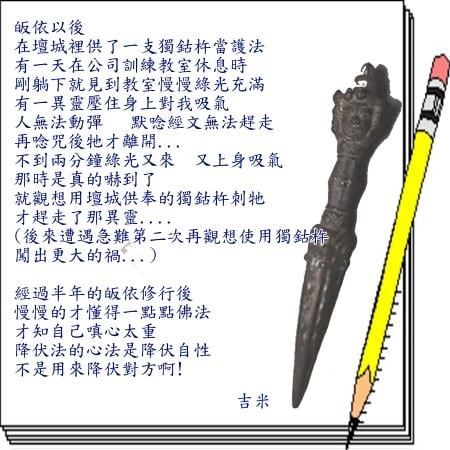 皈依以後
在壇城裡供了一支獨鈷杵當護法
有一天在公司訓練教室休息時
剛躺下就見到教室慢慢綠光充滿
有一異靈壓住身上對我吸氣
人無法動彈 默唸經文無法趕走
再唸咒後牠才離開...
不到兩分鐘綠光又來 又上身吸氣
那時是真的嚇到了
就觀想用壇城供奉的獨鈷杵刺牠
才趕走了那異靈....
(後來遭遇急難第二次再觀想使用獨鈷杵
闖出更大的禍...)
經過半年的皈依修行後
慢慢的才懂得一點點佛法
才知自己嗔心太重
降伏法的心法是降伏自性
不是用來降伏對方啊!
吉米